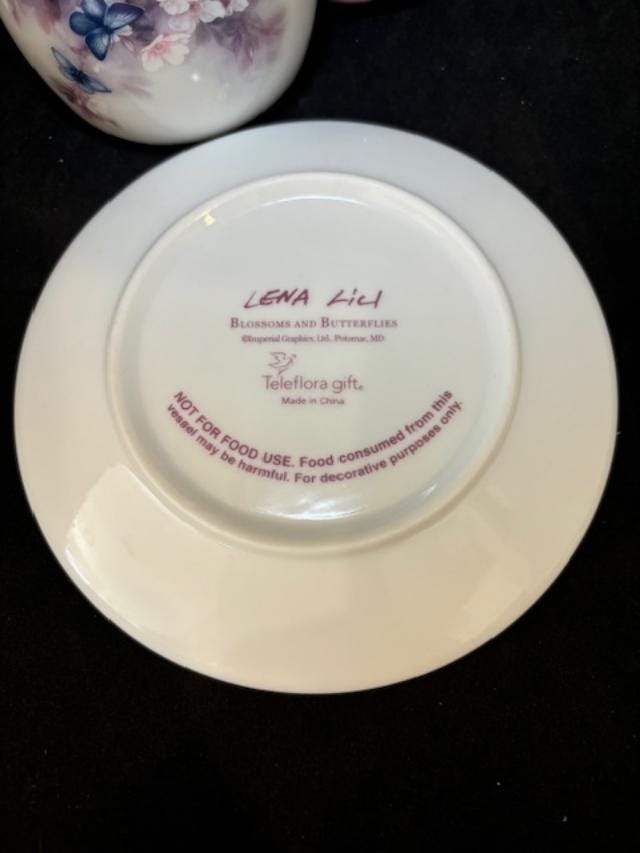 LENA LiLi
BLOSSOMS AND BUTTERFLIES
©Imperial Graphics, Ltd., Potomac, MD
Teleflora gift®
Made in China
NOT FOR FOOD USE. Food consumed from this
vessel may be harmful. For decorative purposes only.